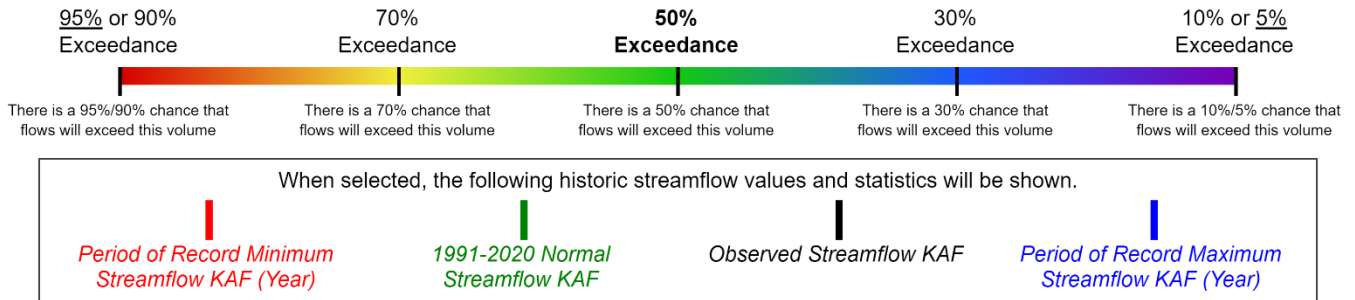 95% or 90%
Exceedance
70%
Exceedance
50%
Exceedance
30%
Exceedance
10% or 5%
Exceedance
There is a 95%/90% chance that
flows will exceed this volume
There is a 70% chance that
flows will exceed this volume
There is a 50% chance that
flows will exceed this volume
There is a 30% chance that
flows will exceed this volume
There is a 10%/5% chance that
flows will exceed this volume
When selected, the following historic streamflow values and statistics will be shown.
Period of Record Minimum
Streamflow KAF (Year)
1991-2020 Normal
Streamflow KAF
Observed Streamflow KAF
Period of Record Maximum
Streamflow KAF (Year)